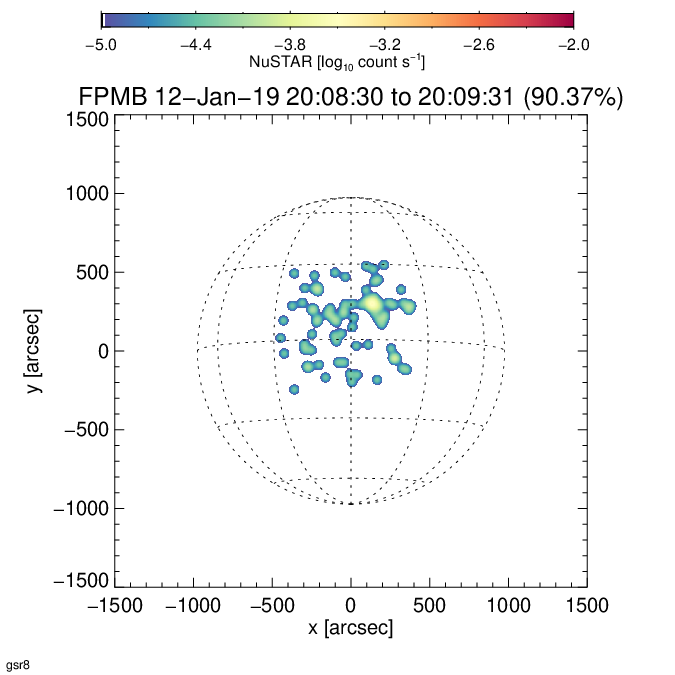 −5.0 −4.4 −3.8 −3.2 −2.6 −2.0
NuSTAR [log₁₀ count s⁻¹]
FPMB 12−Jan−19 20:08:30 to 20:09:31 (90.37%)
1500
1000
500
0
−500
−1000
−1500
y [arcsec]
−1500 −1000 −500 0 500 1000 1500
x [arcsec]
gsr8